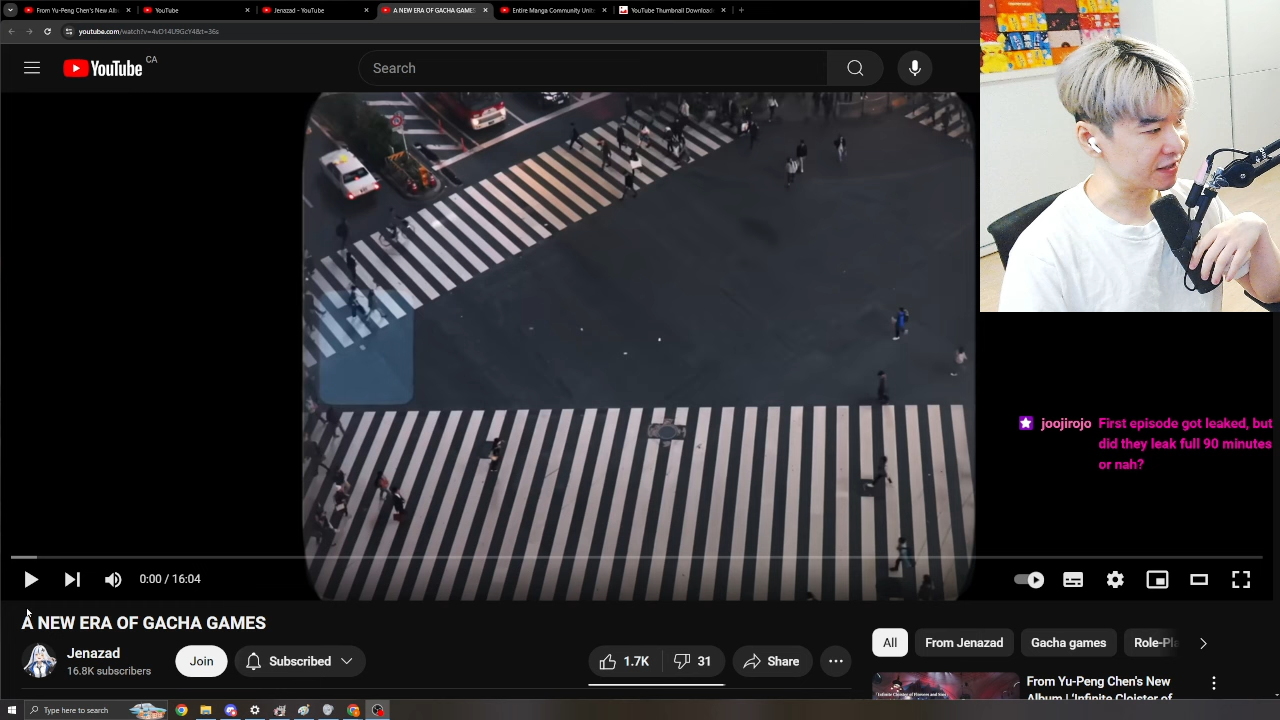 From Yu-Peng Chen's New Alb
YouTube
Jenazad - YouTube
A NEW ERA OF GACHA GAMES
Entire Manga Community Unit
YouTube Thumbnail Download
youtube.com/watch?v=4vD14U9GcY4&t=36s
YouTube CA
Search
joojirojo First episode got leaked, but
did they leak full 90 minutes
or nah?
0:00 / 16:04
A NEW ERA OF GACHA GAMES
Jenazad
16.8K subscribers
Join
Subscribed
1.7K
31
Share
All
From Jenazad
Gacha games
Role-Pla
From Yu-Peng Chen's New
Album | 'Infinite Cloister of
Type here to search